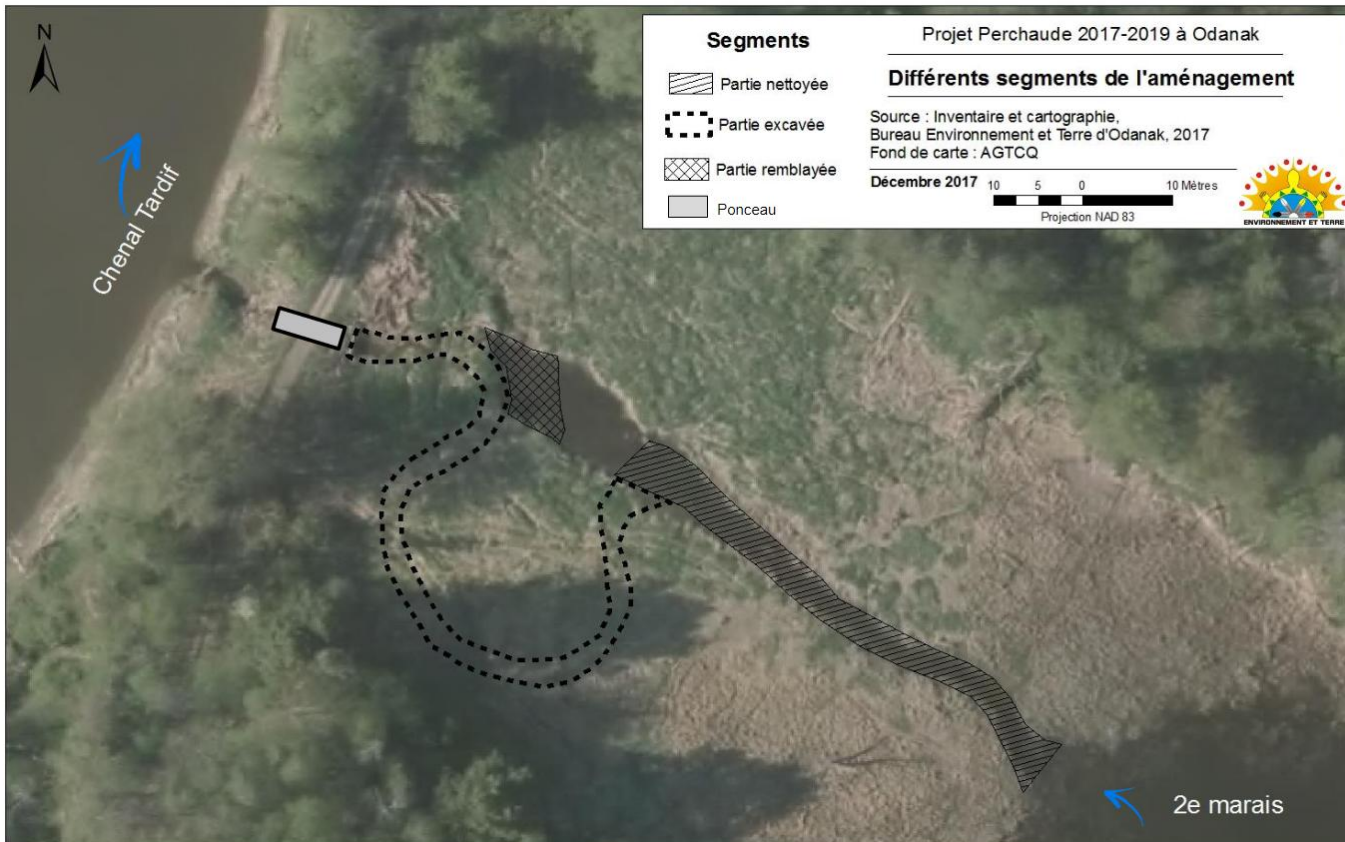 N
Chenal Tardif
Segments
Partie nettoyée
Partie excavée
Partie remblayée
Ponceau
Projet Perchaude 2017-2019 à Odanak
Différents segments de l'aménagement
Source : Inventaire et cartographie,
Bureau Environnement et Terre d'Odanak, 2017
Fond de carte : AGTCQ
Décembre 2017
10 5 0 10 Mètres
Projection NAD 83
ENVIRONNEMENT ET TERRE
2e marais